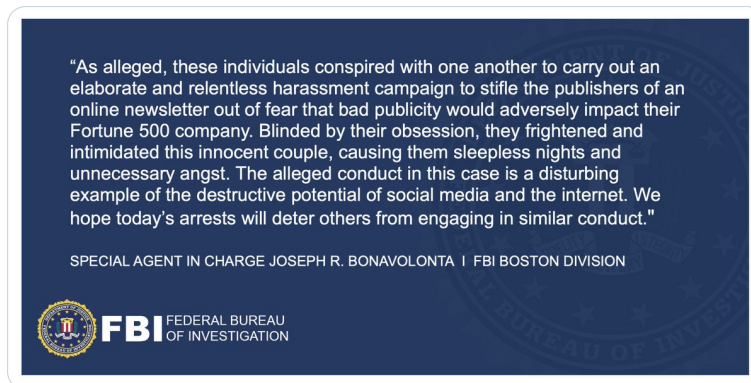 “As alleged, these individuals conspired with one another to carry out an
elaborate and relentless harassment campaign to stifle the publishers of an
online newsletter out of fear that bad publicity would adversely impact their
Fortune 500 company. Blinded by their obsession, they frightened and
intimidated this innocent couple, causing them sleepless nights and
unnecessary angst. The alleged conduct in this case is a disturbing
example of the destructive potential of social media and the internet. We
hope today’s arrests will deter others from engaging in similar conduct."
SPECIAL AGENT IN CHARGE JOSEPH R. BONAVOLONTA I FBI BOSTON DIVISION
FBI
FEDERAL BUREAU
OF INVESTIGATION